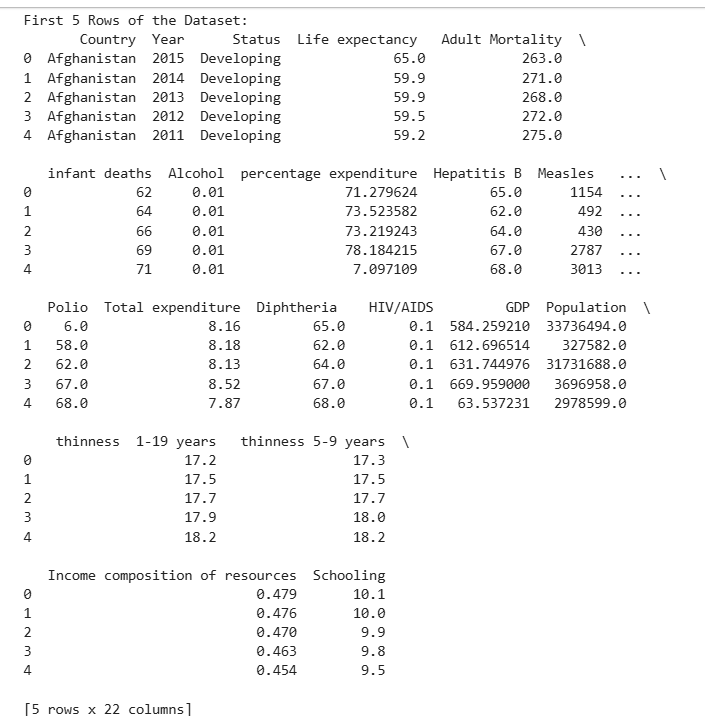 First 5 Rows of the Dataset:
Country Year Status Life expectancy Adult Mortality \
0 Afghanistan 2015 Developing 65.0 263.0
1 Afghanistan 2014 Developing 59.9 271.0
2 Afghanistan 2013 Developing 59.9 268.0
3 Afghanistan 2012 Developing 59.5 272.0
4 Afghanistan 2011 Developing 59.2 275.0
infant deaths Alcohol percentage expenditure Hepatitis B Measles ... \
0 62 0.01 71.279624 65.0 1154 ...
1 64 0.01 73.523582 62.0 492 ...
2 66 0.01 73.219243 64.0 430 ...
3 69 0.01 78.184215 67.0 2787 ...
4 71 0.01 7.097109 68.0 3013 ...
Polio Total expenditure Diphtheria HIV/AIDS GDP Population \
0 6.0 8.16 65.0 0.1 584.259210 33736494.0
1 58.0 8.18 62.0 0.1 612.696514 327582.0
2 62.0 8.13 64.0 0.1 631.744976 31731688.0
3 67.0 8.52 67.0 0.1 669.959000 3696958.0
4 68.0 7.87 68.0 0.1 63.537231 2978599.0
thinness 1-19 years thinness 5-9 years \
0 17.2 17.3
1 17.5 17.5
2 17.7 17.7
3 17.9 18.0
4 18.2 18.2
Income composition of resources Schooling
0 0.479 10.1
1 0.476 10.0
2 0.470 9.9
3 0.463 9.8
4 0.454 9.5
[5 rows x 22 columns]